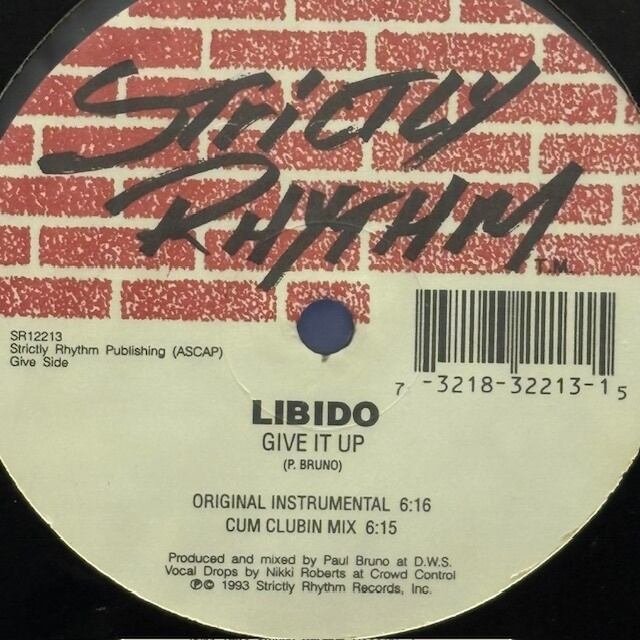 STRICTLY
RHYTHM
T.M.
SR12213
Strictly Rhythm Publishing (ASCAP)
Give Side
7 -3218-32213-1 5
LIBIDO
GIVE IT UP
(P. BRUNO)
ORIGINAL INSTRUMENTAL 6:16
CUM CLUBIN MIX 6:15
Produced and mixed by Paul Bruno at D.W.S.
Vocal Drops by Nikki Roberts at Crowd Control
℗© 1993 Strictly Rhythm Records, Inc.